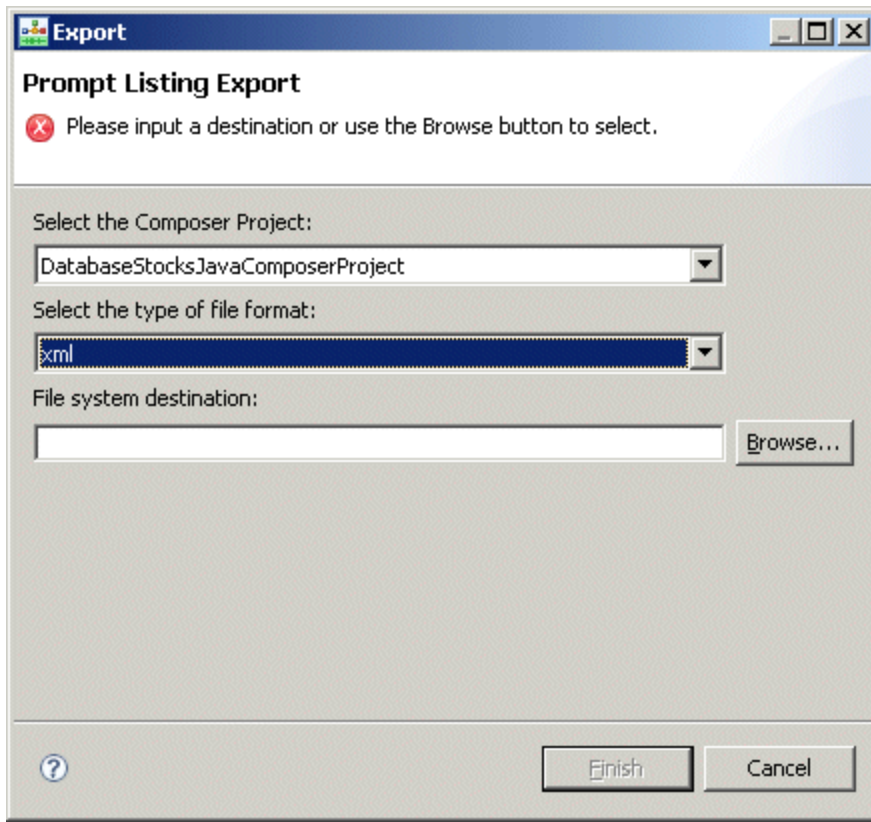 Export
Prompt Listing Export
Please input a destination or use the Browse button to select.
Select the Composer Project:
DatabaseStocksJavaComposerProject
Select the type of file format:
xml
File system destination:
Browse...
Finish
Cancel